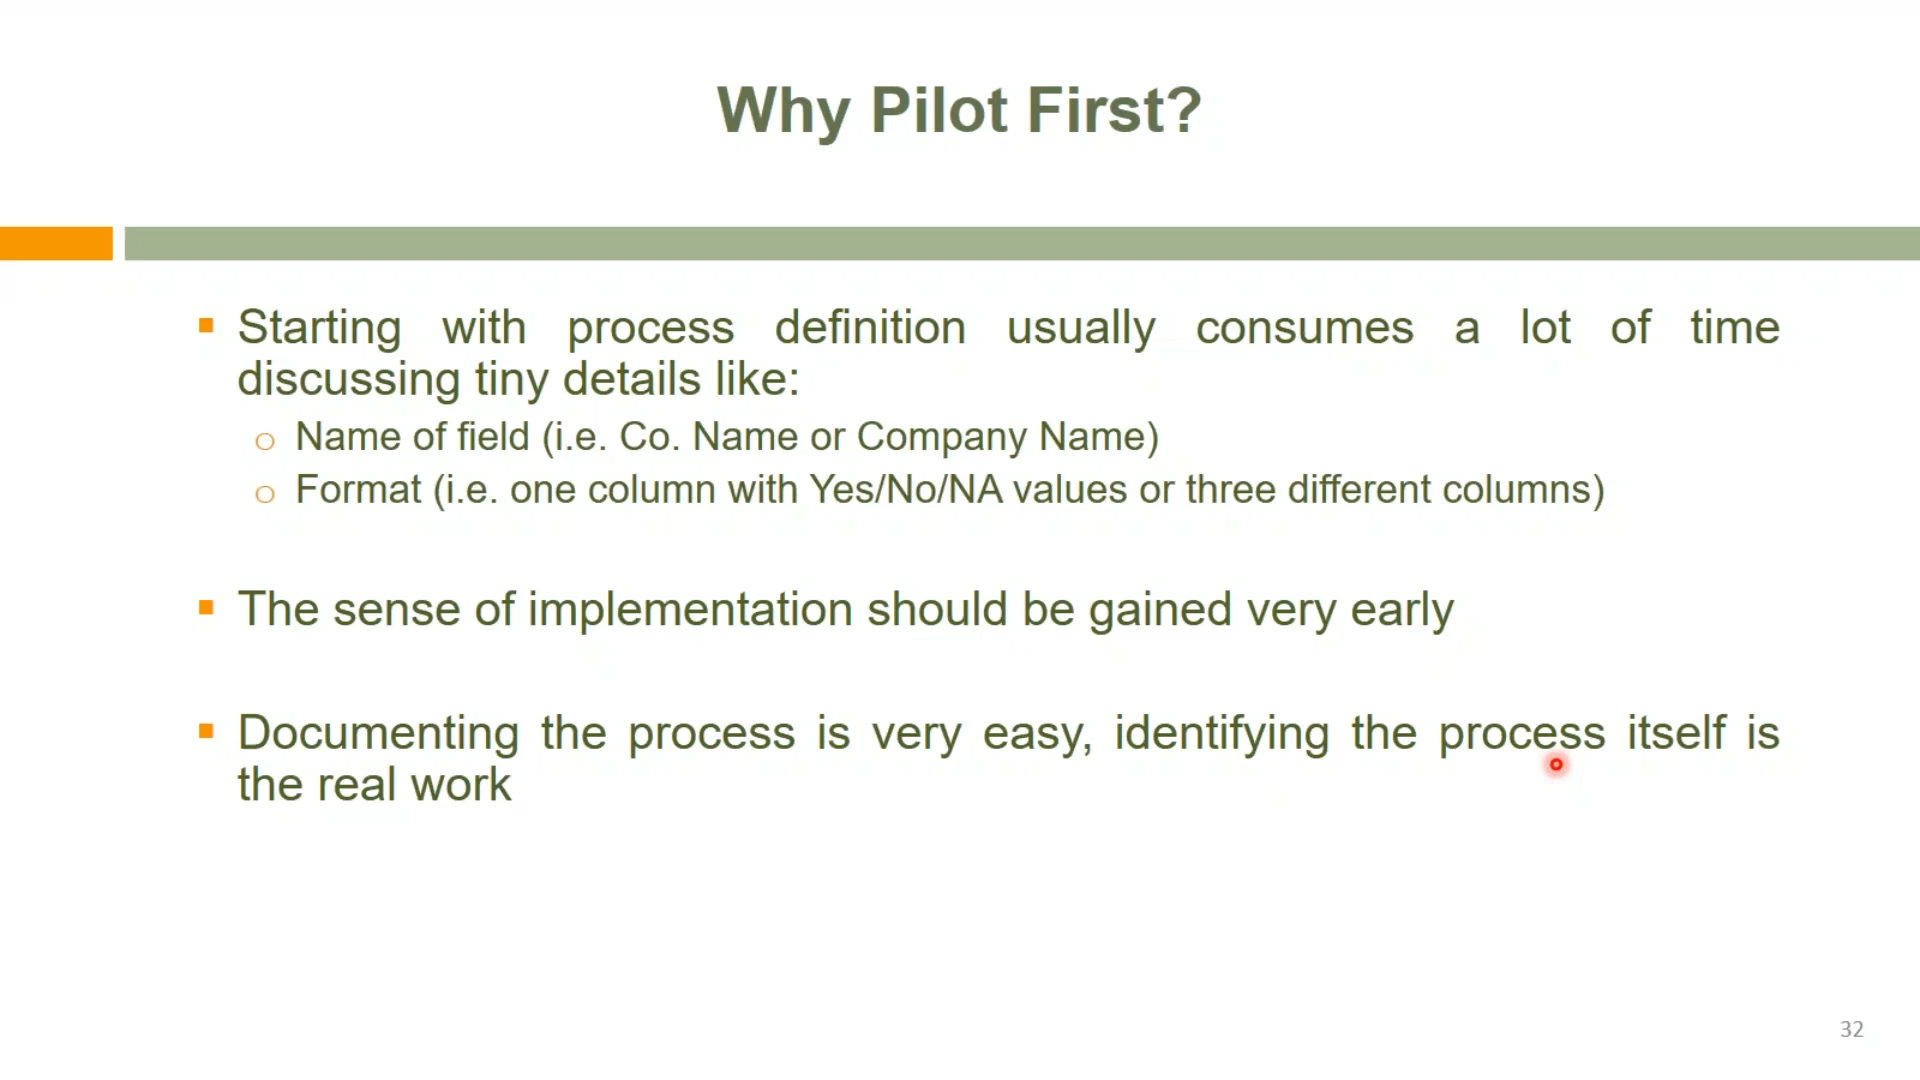 Why Pilot First?
Starting with process definition usually consumes a lot of time
discussing tiny details like:
Name of field (i.e. Co. Name or Company Name)
Format (i.e. one column with Yes/No/NA values or three different columns)
The sense of implementation should be gained very early
Documenting the process is very easy, identifying the process itself is
the real work
32